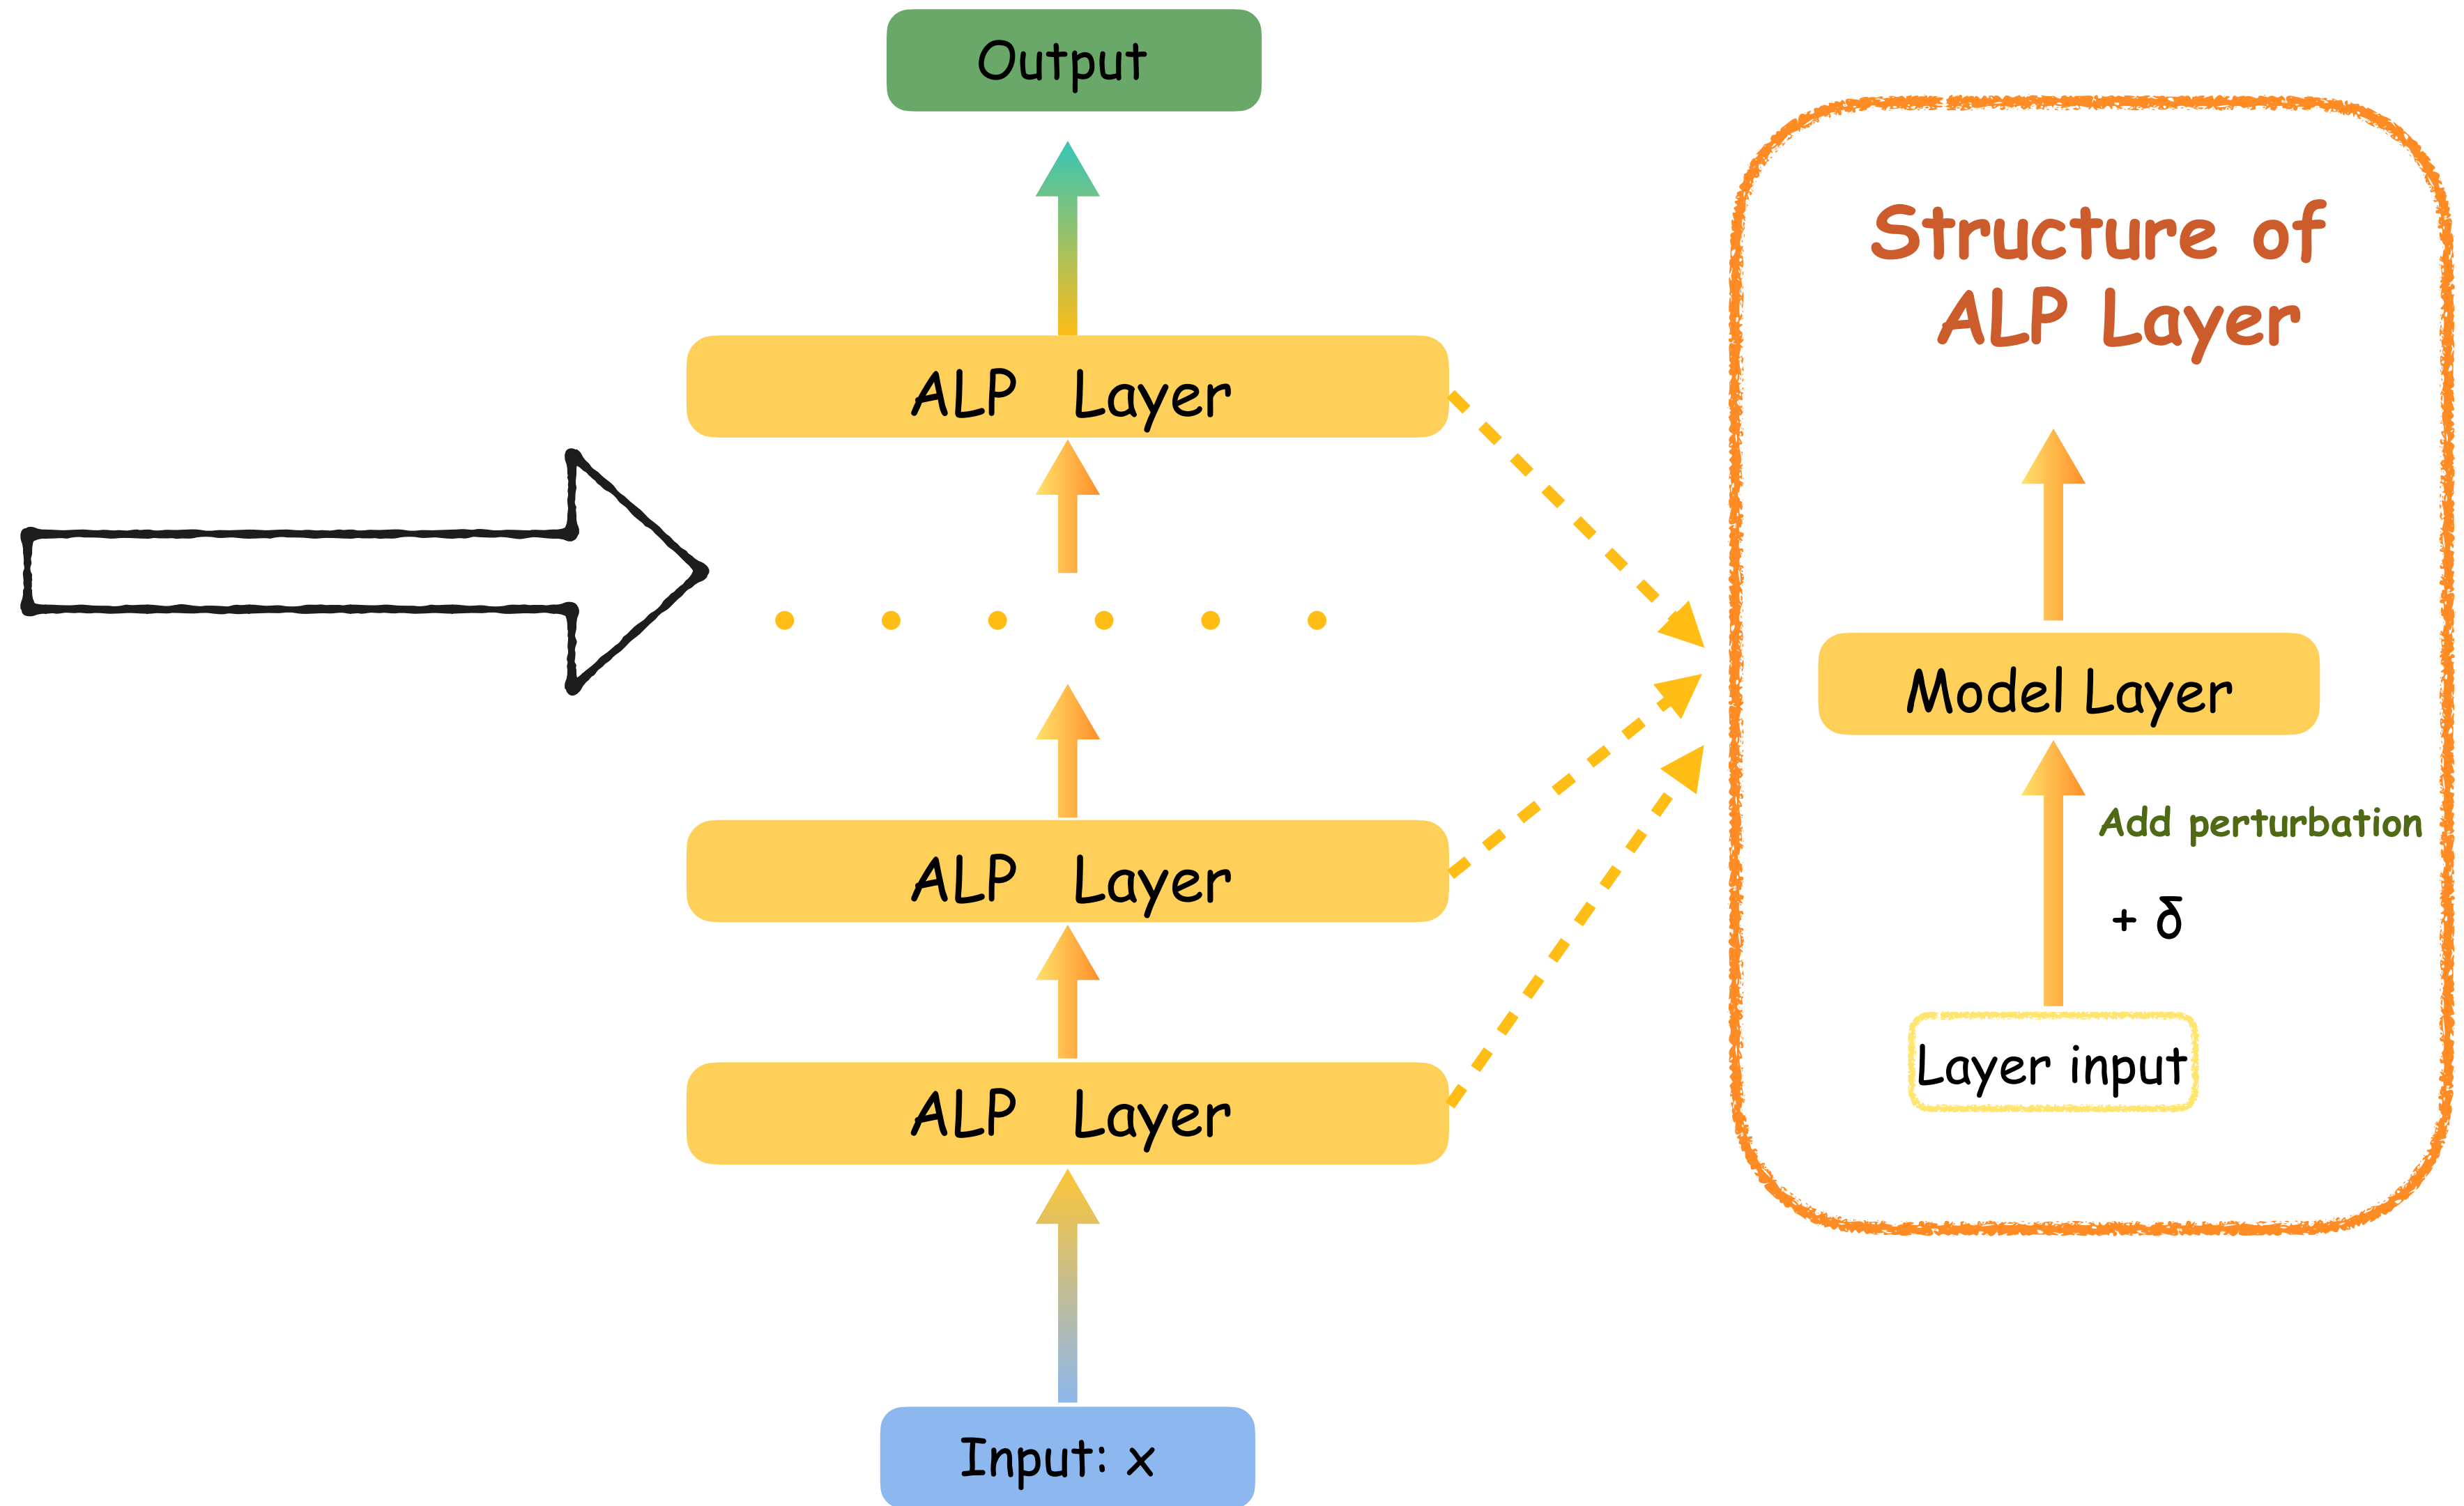 Output
ALP Layer
ALP Layer
ALP Layer
Input: x
Structure of
ALP Layer
Model Layer
Add perturbation
+ δ
Layer input